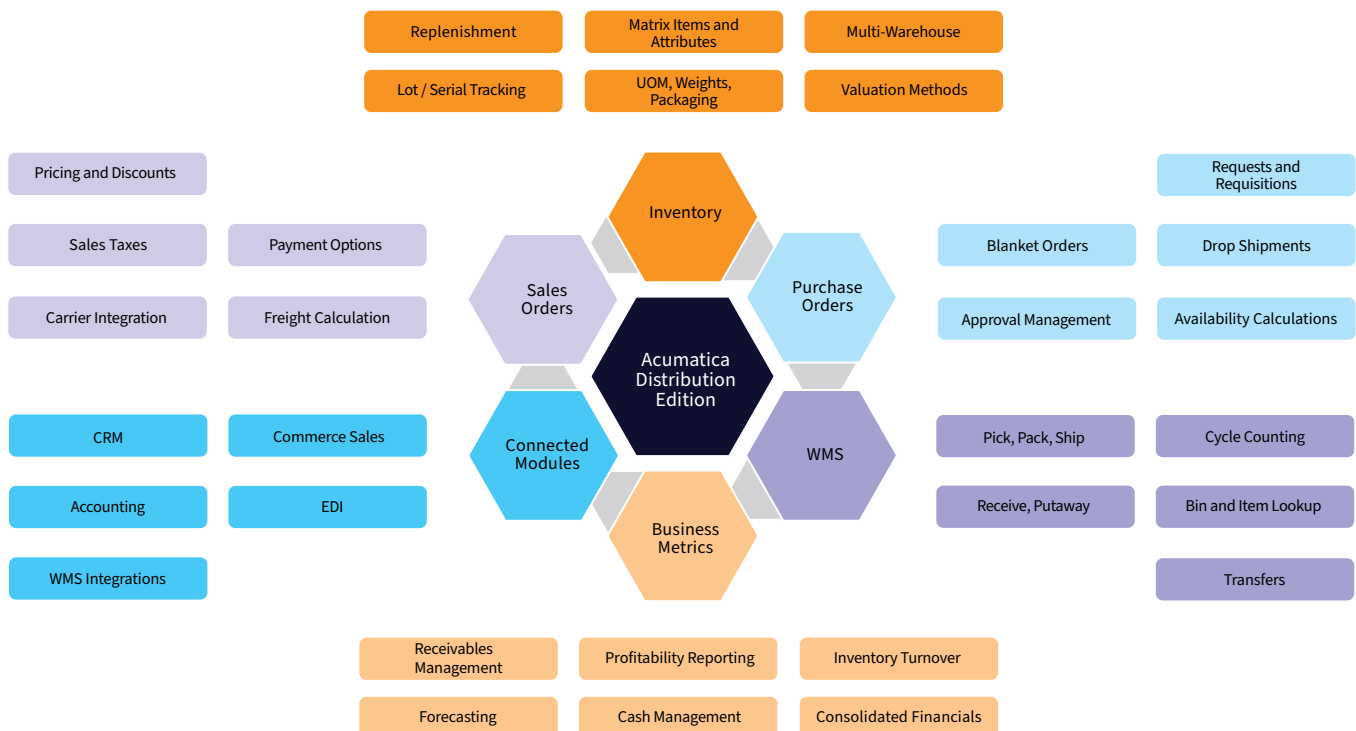 Replenishment
Matrix Items and
Attributes
Multi-Warehouse
Lot / Serial Tracking
UOM, Weights,
Packaging
Valuation Methods
Pricing and Discounts
Sales Taxes
Payment Options
Carrier Integration
Freight Calculation
Inventory
Sales
Orders
Purchase
Orders
Acumatica
Distribution
Edition
Connected
Modules
WMS
Business
Metrics
Requests and
Requisitions
Blanket Orders
Drop Shipments
Approval Management
Availability Calculations
CRM
Commerce Sales
Accounting
EDI
WMS Integrations
Pick, Pack, Ship
Cycle Counting
Receive, Putaway
Bin and Item Lookup
Transfers
Receivables
Management
Profitability Reporting
Inventory Turnover
Forecasting
Cash Management
Consolidated Financials